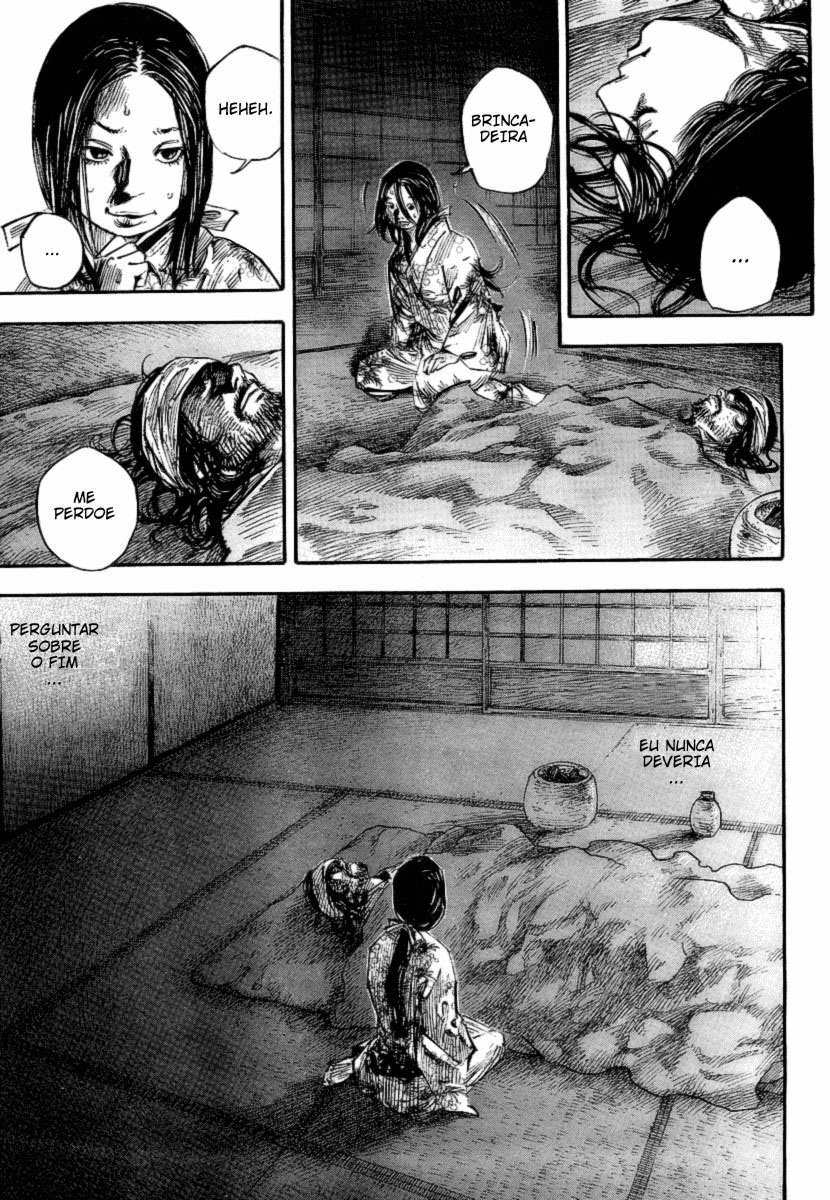 ...
BRINCA-
DEIRA
HEHEH.
...
ME
PERDOE
EU NUNCA
DEVERIA
...
PERGUNTAR
SOBRE
O FIM
...